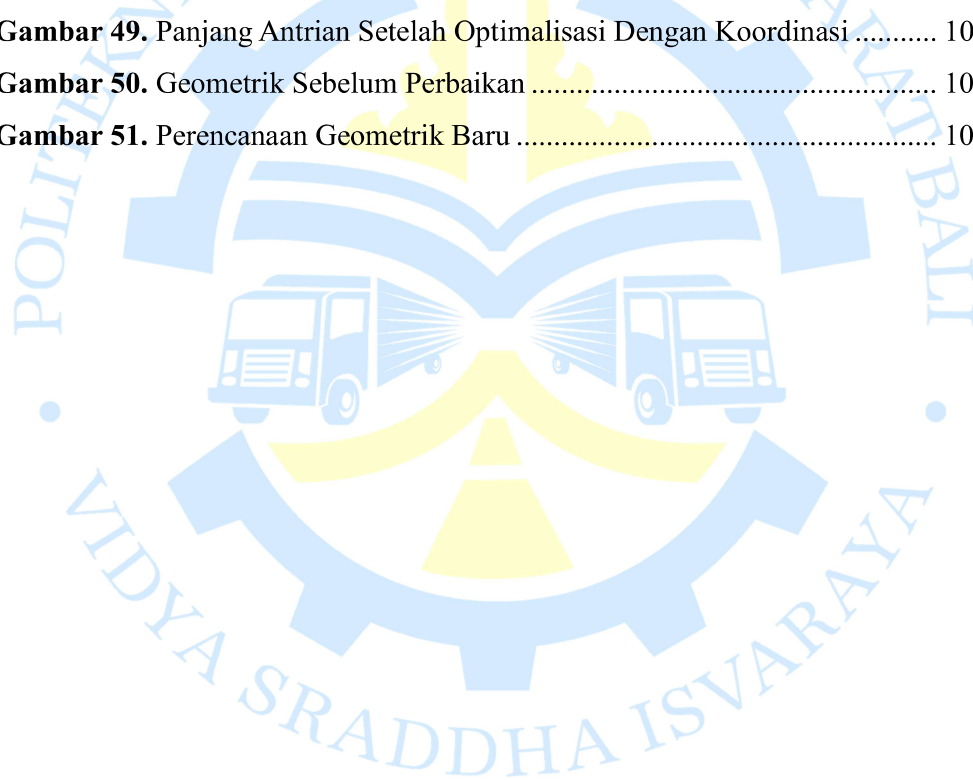 Gambar 49. Panjang Antrian Setelah Optimalisasi Dengan Koordinasi ........... 10
Gambar 50. Geometrik Sebelum Perbaikan ...................................................... 10
Gambar 51. Perencanaan Geometrik Baru ........................................................ 10
BALI
VIDYA SRADDHA ISVARAYA